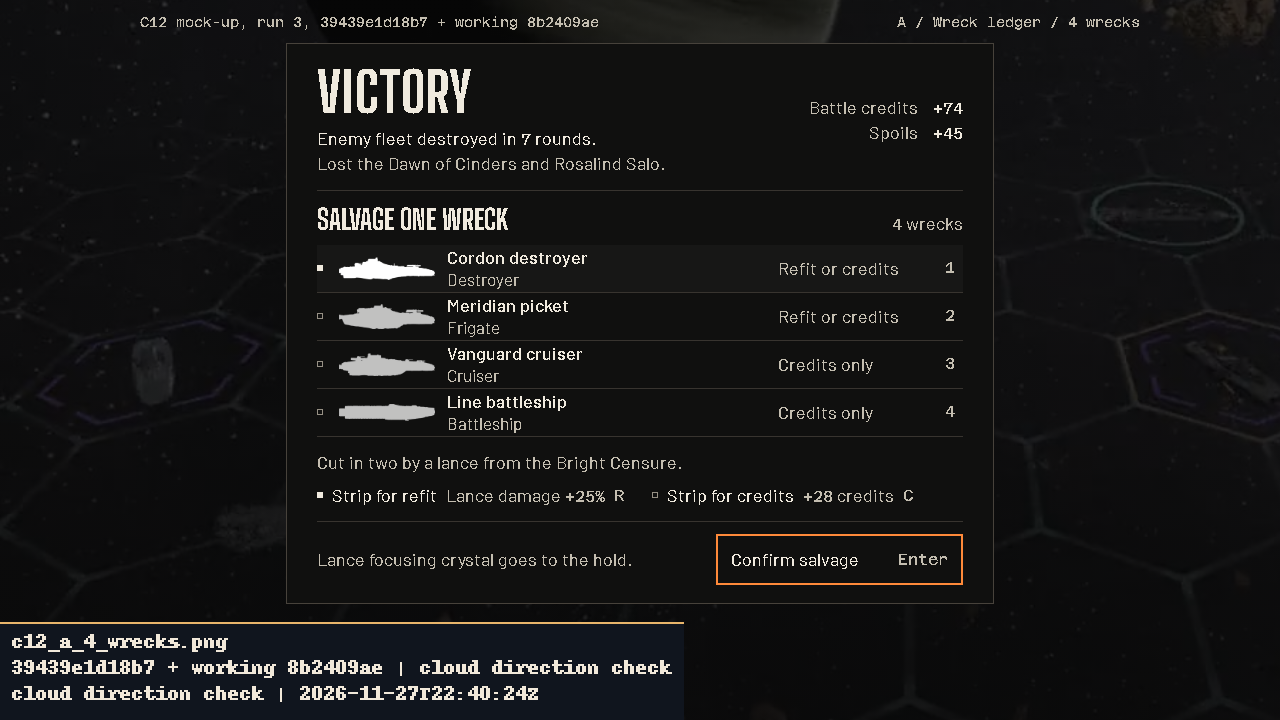 C12 mock-up, run 3, 39439e1d18b7 + working 8b2409ae
A / Wreck ledger / 4 wrecks
VICTORY
Battle credits +74
Spoils +45
Enemy fleet destroyed in 7 rounds.
Lost the Dawn of Cinders and Rosalind Salo.
SALVAGE ONE WRECK
4 wrecks
Cordon destroyer
Destroyer
Refit or credits 1
Meridian picket
Frigate
Refit or credits 2
Vanguard cruiser
Cruiser
Credits only 3
Line battleship
Battleship
Credits only 4
Cut in two by a lance from the Bright Censure.
Strip for refit Lance damage +25% R
Strip for credits +28 credits C
Lance focusing crystal goes to the hold.
Confirm salvage Enter
c12_a_4_wrecks.png
39439e1d18b7 + working 8b2409ae | cloud direction check
cloud direction check | 2026-11-27T22:40:24Z